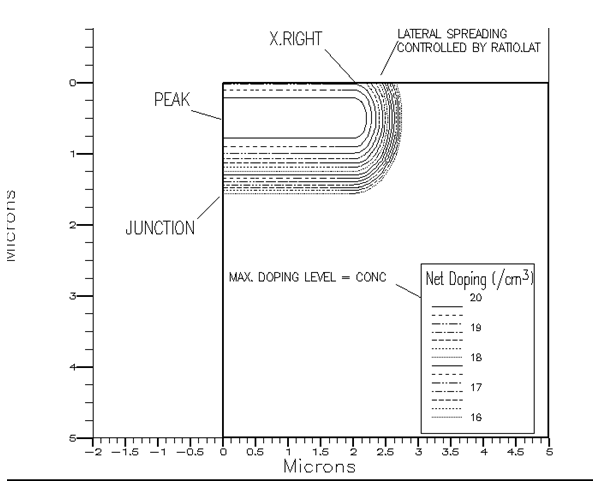 X.RIGHT
LATERAL SPREADING
CONTROLLED BY RATIO.LAT
PEAK
JUNCTION
MAX. DOPING LEVEL = CONC
Net Doping (/cm3)
20
19
18
17
16
0
1
2
3
4
5
Microns
-2 -1.5 -1 -0.5 0 0.5 1 1.5 2 2.5 3 3.5 4 4.5 5
Microns